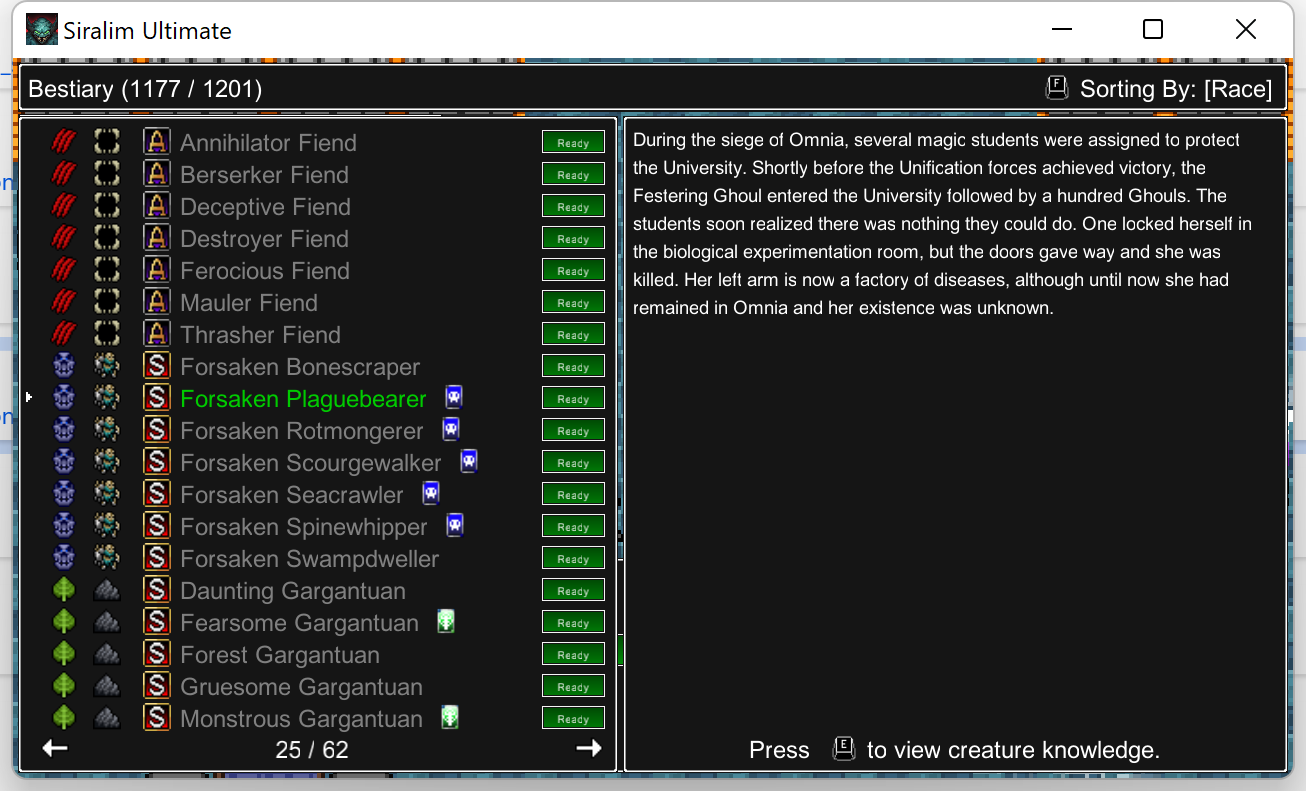 Siralim Ultimate
Bestiary (1177 / 1201)
F Sorting By: [Race]
A Annihilator Fiend Ready
A Berserker Fiend Ready
A Deceptive Fiend Ready
A Destroyer Fiend Ready
A Ferocious Fiend Ready
A Mauler Fiend Ready
A Thrasher Fiend Ready
S Forsaken Bonescraper Ready
S Forsaken Plaguebearer Ready
S Forsaken Rotmongerer Ready
S Forsaken Scourgewalker Ready
S Forsaken Seacrawler Ready
S Forsaken Spinewhipper Ready
S Forsaken Swampdweller Ready
S Daunting Gargantuan Ready
S Fearsome Gargantuan Ready
S Forest Gargantuan Ready
S Gruesome Gargantuan Ready
S Monstrous Gargantuan Ready
25 / 62
During the siege of Omnia, several magic students were assigned to protect
the University. Shortly before the Unification forces achieved victory, the
Festering Ghoul entered the University followed by a hundred Ghouls. The
students soon realized there was nothing they could do. One locked herself in
the biological experimentation room, but the doors gave way and she was
killed. Her left arm is now a factory of diseases, although until now she had
remained in Omnia and her existence was unknown.
Press E to view creature knowledge.